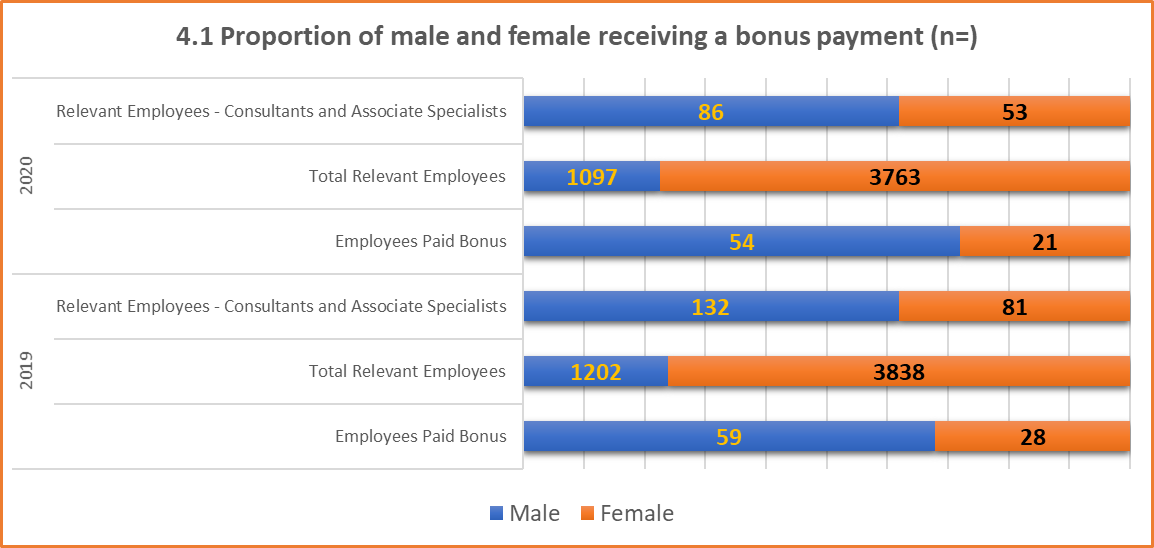 4.1 Proportion of male and female receiving a bonus payment (n=)
2020
Relevant Employees - Consultants and Associate Specialists
86
53
Total Relevant Employees
1097
3763
Employees Paid Bonus
54
21
2019
Relevant Employees - Consultants and Associate Specialists
132
81
Total Relevant Employees
1202
3838
Employees Paid Bonus
59
28
Male
Female